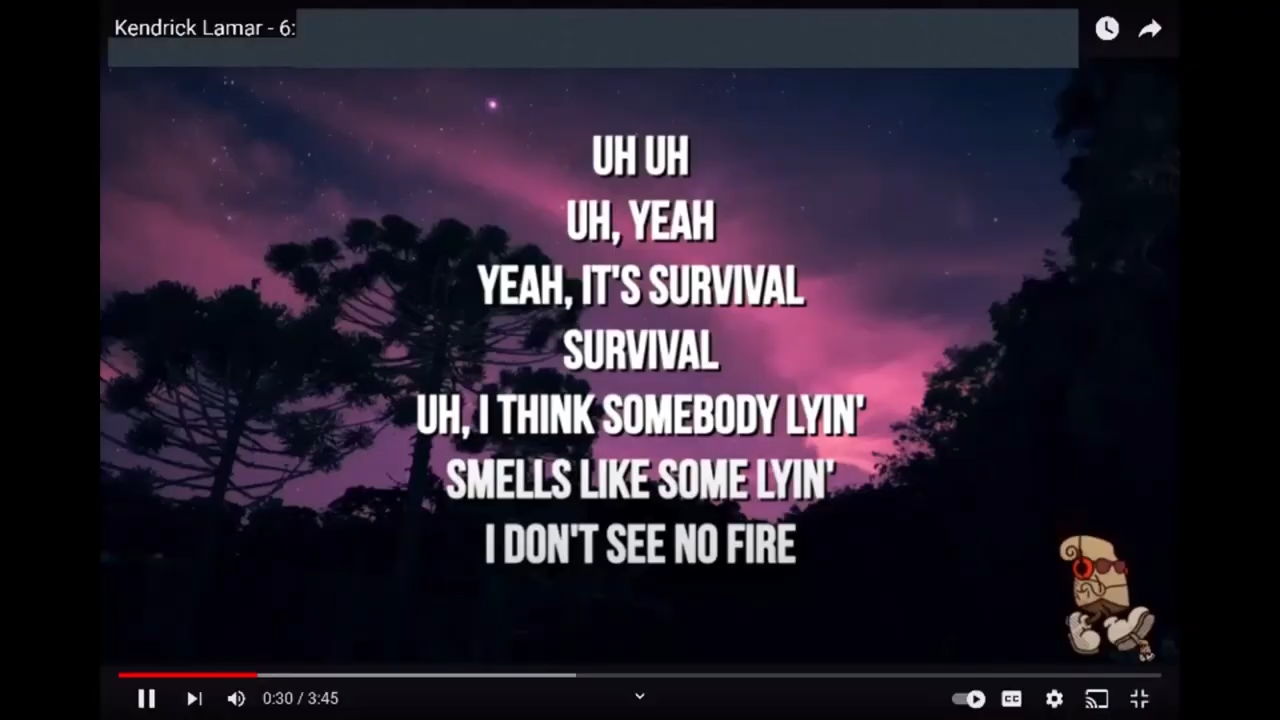 Kendrick Lamar - 6:
UH UH
UH, YEAH
YEAH, IT'S SURVIVAL
SURVIVAL
UH, I THINK SOMEBODY LYIN'
SMELLS LIKE SOME LYIN'
I DON'T SEE NO FIRE
0:30 / 3:45
CC